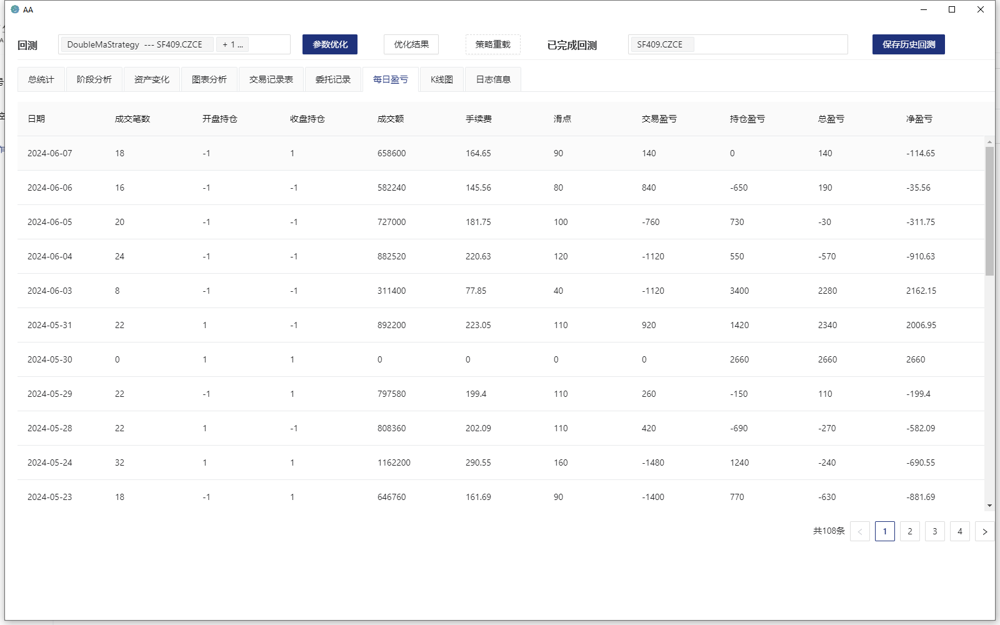 AA
回测 DoubleMaStrategy --- SF409.CZCE + 1 ... 参数优化 优化结果 策略重载 已完成回测 SF409.CZCE 保存历史回测
总统计 阶段分析 资产变化 图表分析 交易记录表 委托记录 每日盈亏 K线图 日志信息
日期 成交笔数 开盘持仓 收盘持仓 成交额 手续费 滑点 交易盈亏 持仓盈亏 总盈亏 净盈亏
2024-06-07 18 -1 1 658600 164.65 90 140 0 140 -114.65
2024-06-06 16 -1 -1 582240 145.56 80 840 -650 190 -35.56
2024-06-05 20 -1 -1 727000 181.75 100 -760 730 -30 -311.75
2024-06-04 24 -1 -1 882520 220.63 120 -1120 550 -570 -910.63
2024-06-03 8 -1 -1 311400 77.85 40 -1120 3400 2280 2162.15
2024-05-31 22 1 -1 892200 223.05 110 920 1420 2340 2006.95
2024-05-30 0 1 1 0 0 0 0 2660 2660 2660
2024-05-29 22 -1 1 797580 199.4 110 260 -150 110 -199.4
2024-05-28 22 1 -1 808360 202.09 110 420 -690 -270 -582.09
2024-05-24 32 1 1 1162200 290.55 160 -1480 1240 -240 -690.55
2024-05-23 18 -1 1 646760 161.69 90 -1400 770 -630 -881.69
共108条 < 1 2 3 4 >